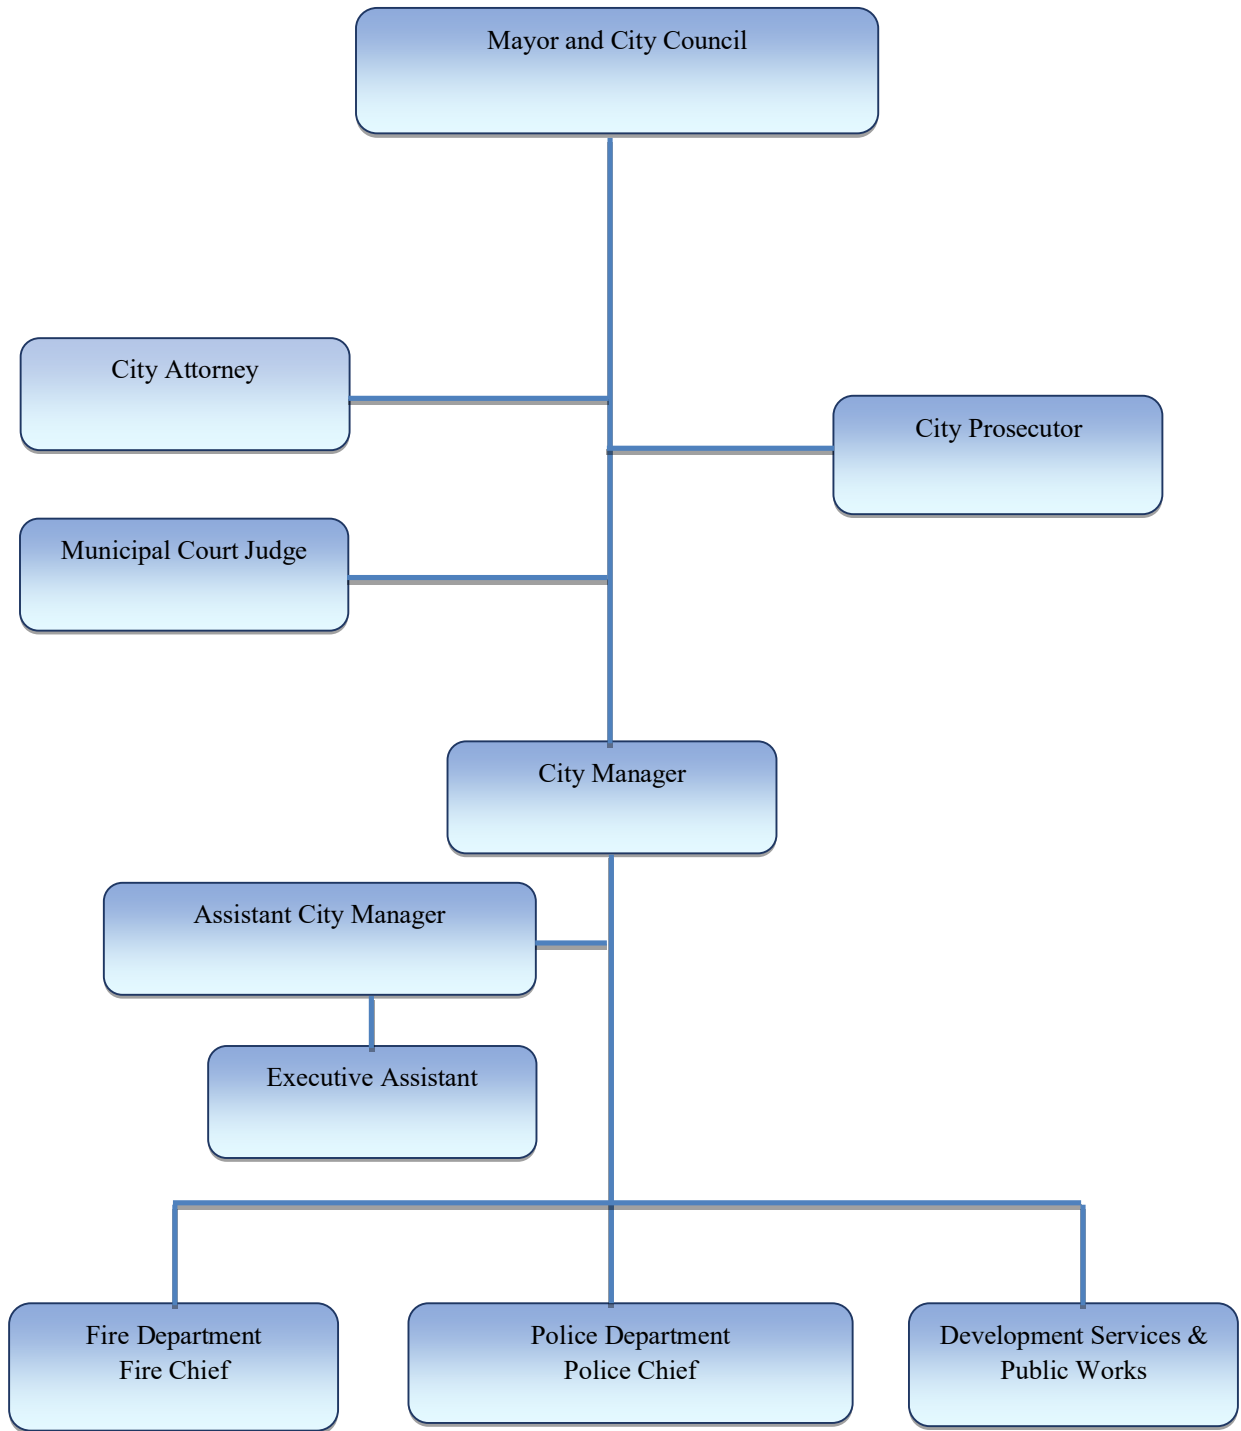 Mayor and City Council
City Attorney
City Prosecutor
Municipal Court Judge
City Manager
Assistant City Manager
Executive Assistant
Fire Department
Fire Chief
Police Department
Police Chief
Development Services &
Public Works